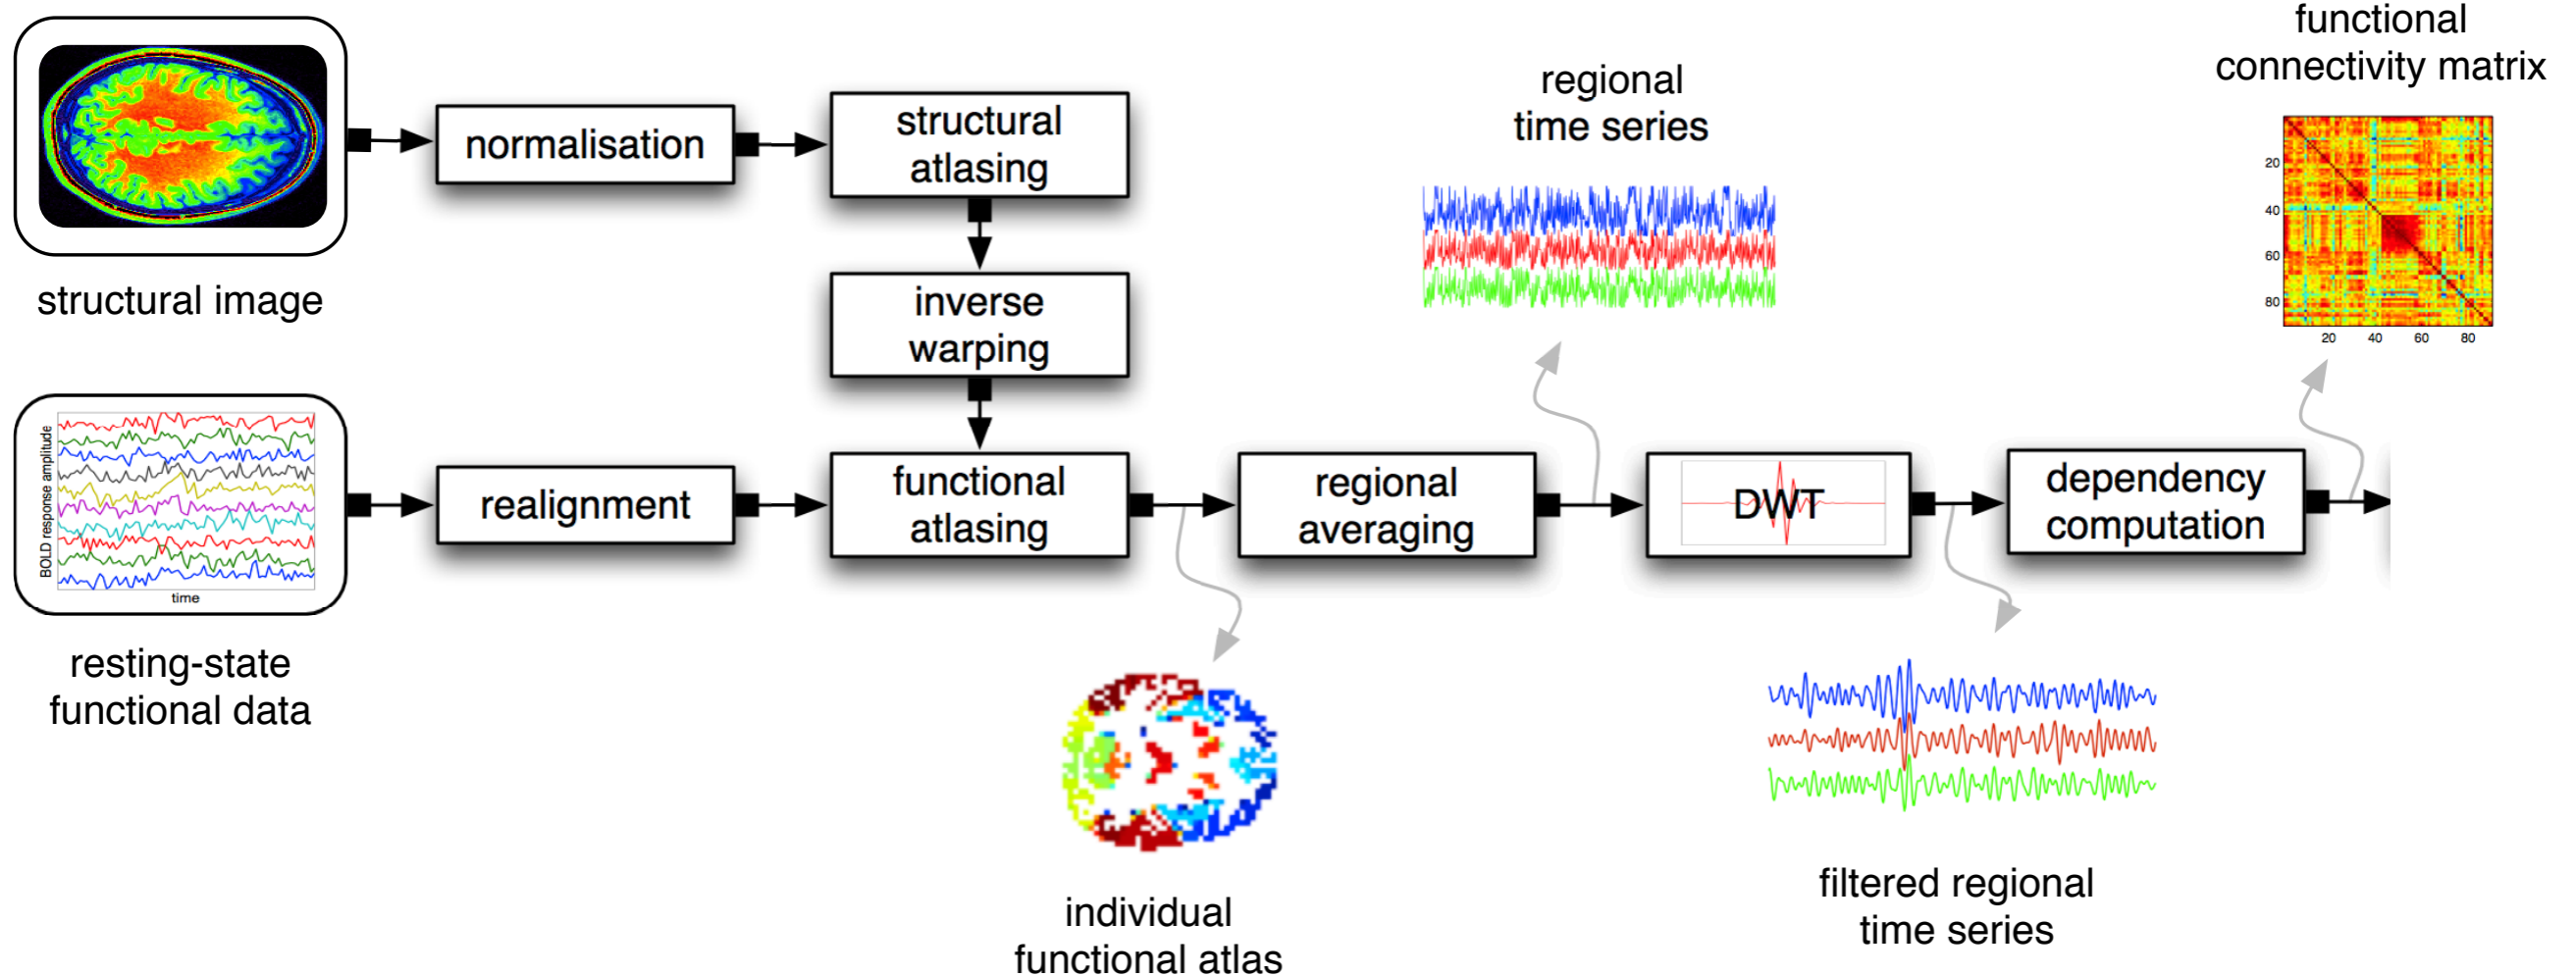 functional
connectivity matrix
regional
time series
normalisation
structural
atlasing
20
40
60
80
20 40 60 80
structural image
inverse
warping
BOLD response amplitude
time
realignment
functional
atlasing
regional
averaging
DWT
dependency
computation
resting-state
functional data
individual
functional atlas
filtered regional
time series